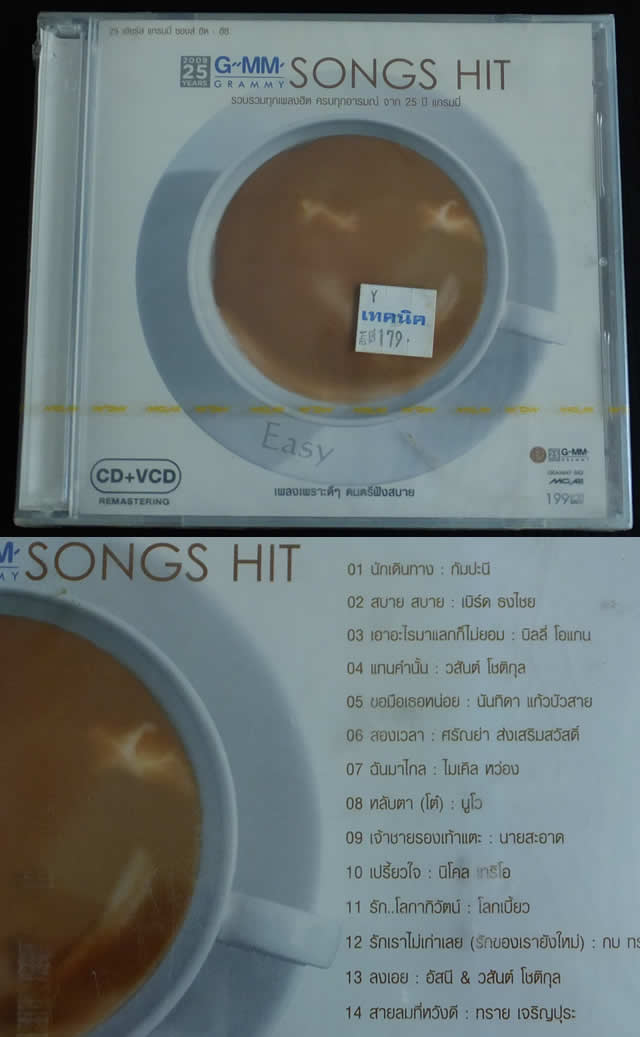 25 เยียร์ส แกรมมี่ ซองส์ ฮิต : อีซี่
2008
25
YEARS
G"MM'
GRAMMY
SONGS HIT
รวบรวมทุกเพลงฮิต ครบทุกอารมณ์ จาก 25 ปี แกรมมี่
Y
เทคนิค
179.
Easy
CD+VCD
REMASTERING
เพลงเพราะดีๆ ดนตรีฟังสบาย
G"MM'
GRAMMY BIG
MGA
199
SONGS HIT
01 นักเดินทาง : กัมปะนี
02 สบาย สบาย : เบิร์ด ธงไชย
03 เอาอะไรมาแลกก็ไม่ยอม : บิลลี่ โอแกน
04 แทนคำนั้น : วสันต์ โชติกุล
05 ขอมือเธอหน่อย : นันทิดา แก้วบัวสาย
06 สองเวลา : ศรัณย่า ส่งเสริมสวัสดิ์
07 ฉันมาไกล : ไมเคิล หว่อง
08 หลับตา (โต๋) : นูโว
09 เจ้าชายรองเท้าแตะ : นายสะอาด
10 เปรี้ยวใจ : นิโคล เทริโอ
11 รัก..โลกาภิวัตน์ : โลกเบี้ยว
12 รักเราไม่เก่าเลย (รักของเรายังใหม่) : กบ ทร
13 ลงเอย : อัสนี & วสันต์ โชติกุล
14 สายลมที่หวังดี : ทราย เจริญปุระ